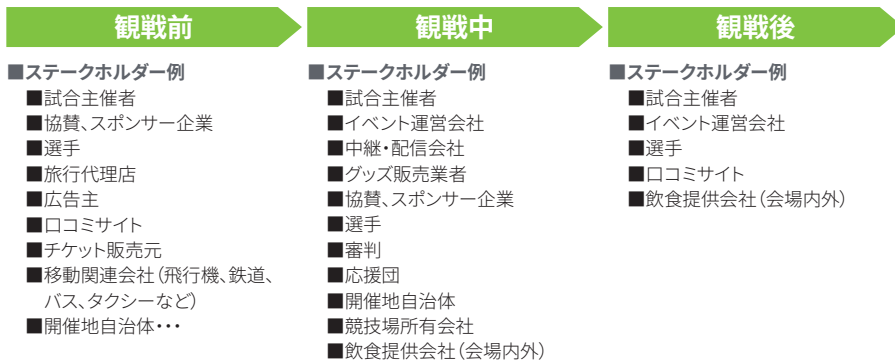 観戦前
■ステークホルダー例
■試合主催者
■協賛、スポンサー企業
■選手
■旅行代理店
■広告主
■口コミサイト
■チケット販売元
■移動関連会社(飛行機、鉄道、
バス、タクシーなど)
■開催地自治体・・・
観戦中
■ステークホルダー例
■試合主催者
■イベント運営会社
■中継・配信会社
■グッズ販売業者
■協賛、スポンサー企業
■選手
■審判
■応援団
■開催地自治体
■競技場所有会社
■飲食提供会社(会場内外)
観戦後
■ステークホルダー例
■試合主催者
■イベント運営会社
■選手
■口コミサイト
■飲食提供会社(会場内外)